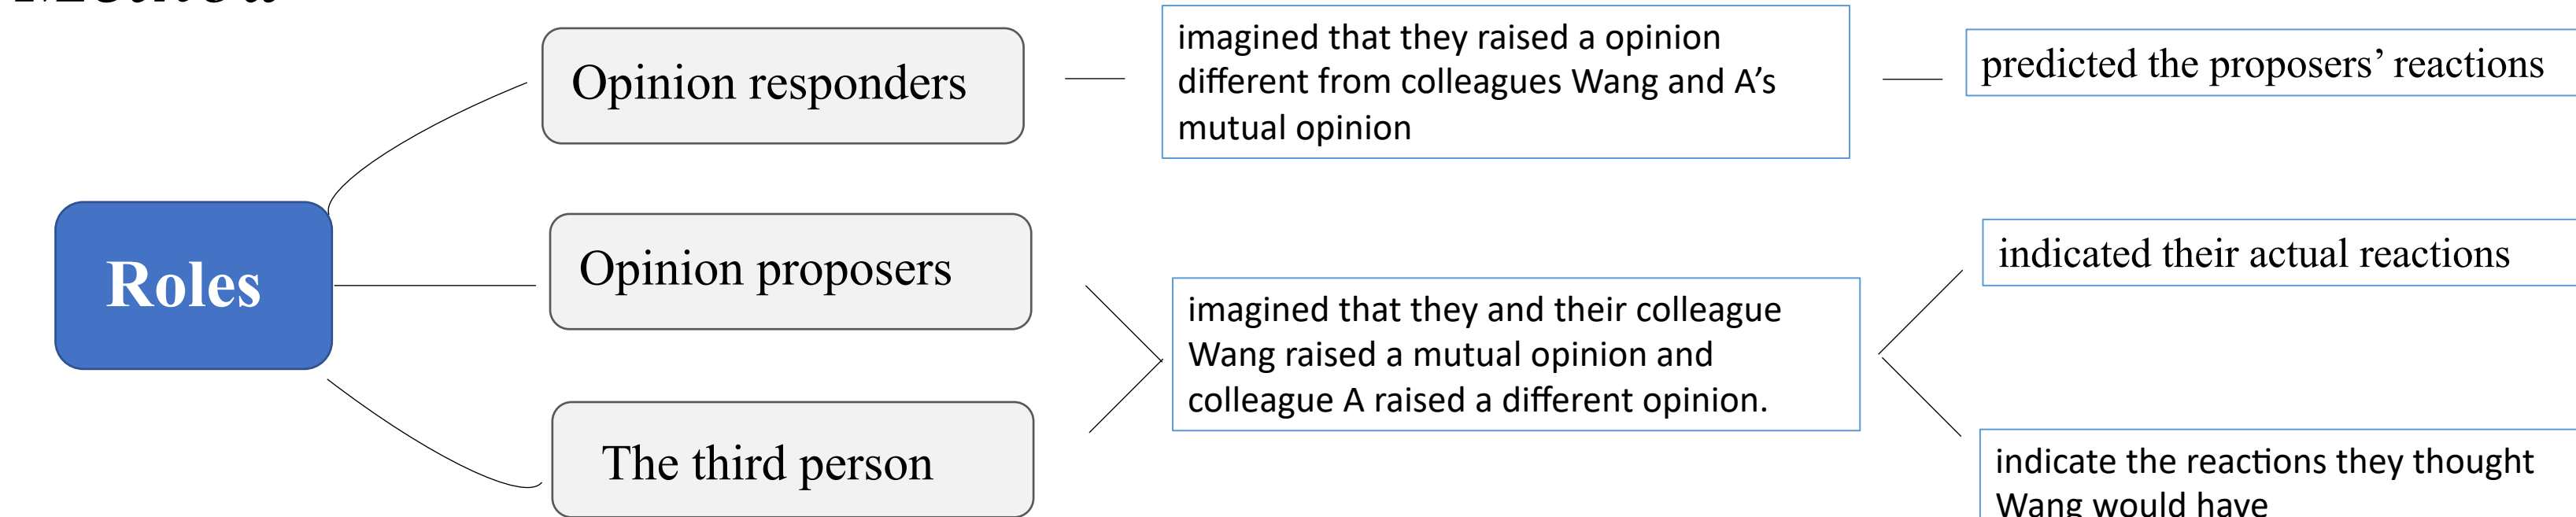 Opinion responders
imagined that they raised a opinion
different from colleagues Wang and A's
mutual opinion
predicted the proposers' reactions
Roles
Opinion proposers
imagined that they and their colleague
Wang raised a mutual opinion and
colleague A raised a different opinion.
indicated their actual reactions
The third person
indicate the reactions they thought
Wang would have